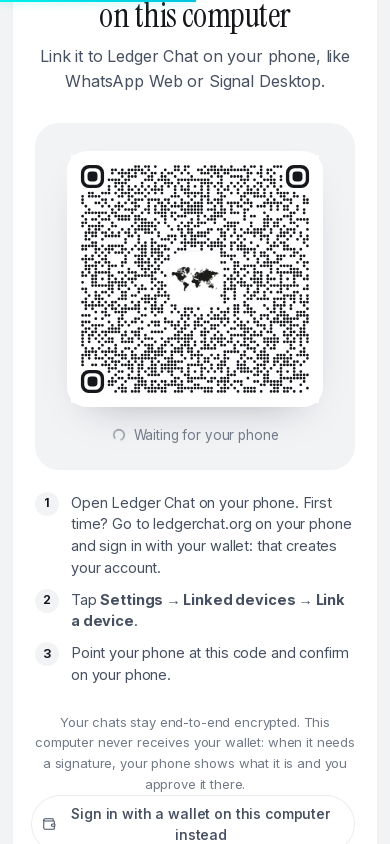 on this computer
Link it to Ledger Chat on your phone, like
WhatsApp Web or Signal Desktop.
Waiting for your phone
1 Open Ledger Chat on your phone. First
time? Go to ledgerchat.org on your phone
and sign in with your wallet: that creates
your account.
2 Tap Settings → Linked devices → Link
a device.
3 Point your phone at this code and confirm
on your phone.
Your chats stay end-to-end encrypted. This
computer never receives your wallet: when it needs
a signature, your phone shows what it is and you
approve it there.
Sign in with a wallet on this computer
instead